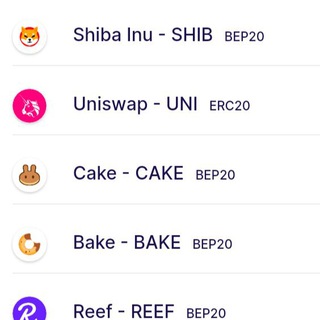 Shiba Inu - SHIB BEP20
Uniswap - UNI ERC20
Cake - CAKE BEP20
Bake - BAKE BEP20
Reef - REEF BEP20